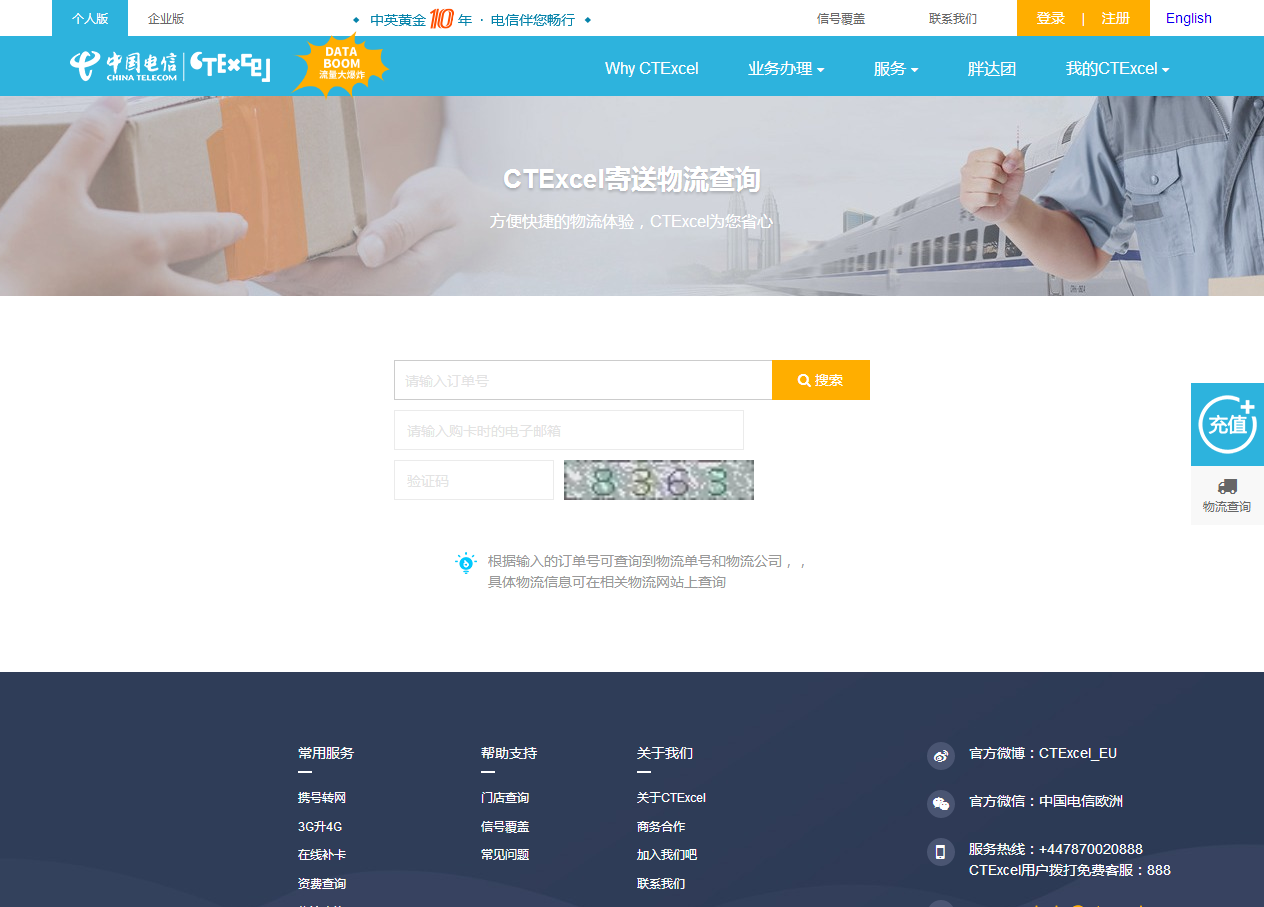 个人版
企业版
中英黄金10年 · 电信伴您畅行
信号覆盖
联系我们
登录 | 注册
English
中国电信
CHINA TELECOM
CTExcel
DATA
BOOM
流量大爆炸
Why CTExcel
业务办理
服务
胖达团
我的CTExcel
CTExcel寄送物流查询
方便快捷的物流体验，CTExcel为您省心
请输入订单号
搜索
请输入购卡时的电子邮箱
验证码
8363
充值
物流查询
根据输入的订单号可查询到物流单号和物流公司，，
具体物流信息可在相关物流网站上查询
常用服务
携号转网
3G升4G
在线补卡
资费查询
帮助支持
门店查询
信号覆盖
常见问题
关于我们
关于CTExcel
商务合作
加入我们吧
联系我们
官方微博：CTExcel_EU
官方微信：中国电信欧洲
服务热线：+447870020888
CTExcel用户拨打免费客服：888